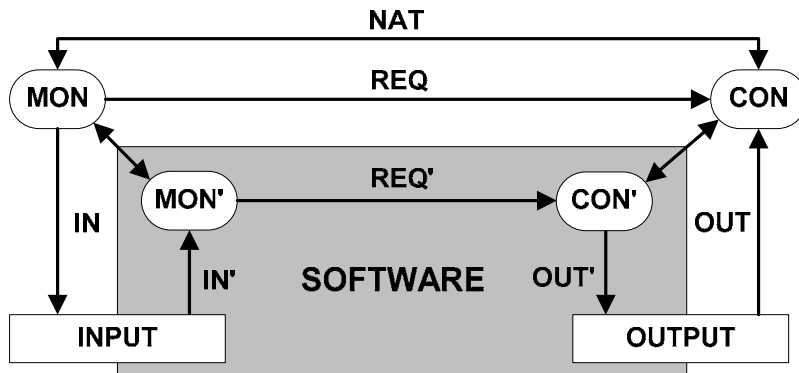 NAT
MON
REQ
CON
MON'
REQ'
CON'
IN
OUT
IN'
SOFTWARE
OUT'
INPUT
OUTPUT